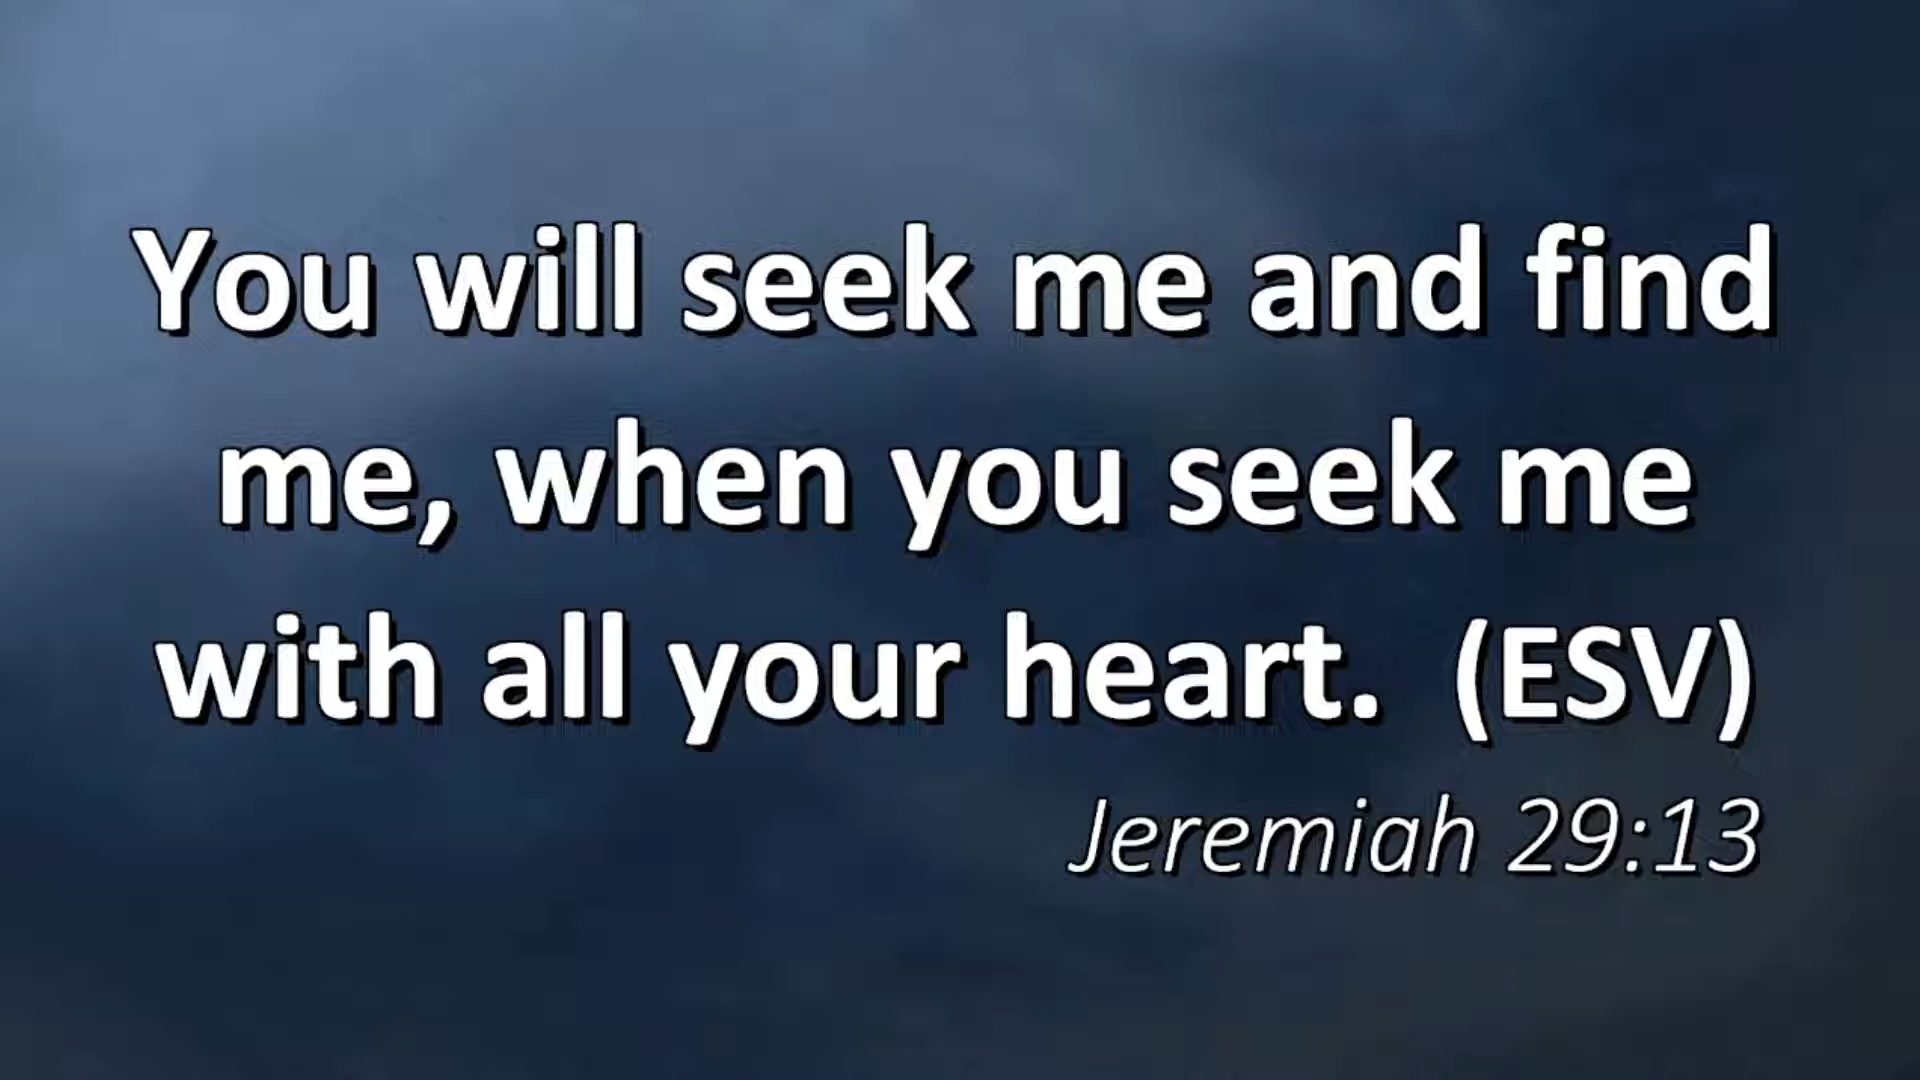 You will seek me and find
me, when you seek me
with all your heart.  (ESV)
Jeremiah 29:13